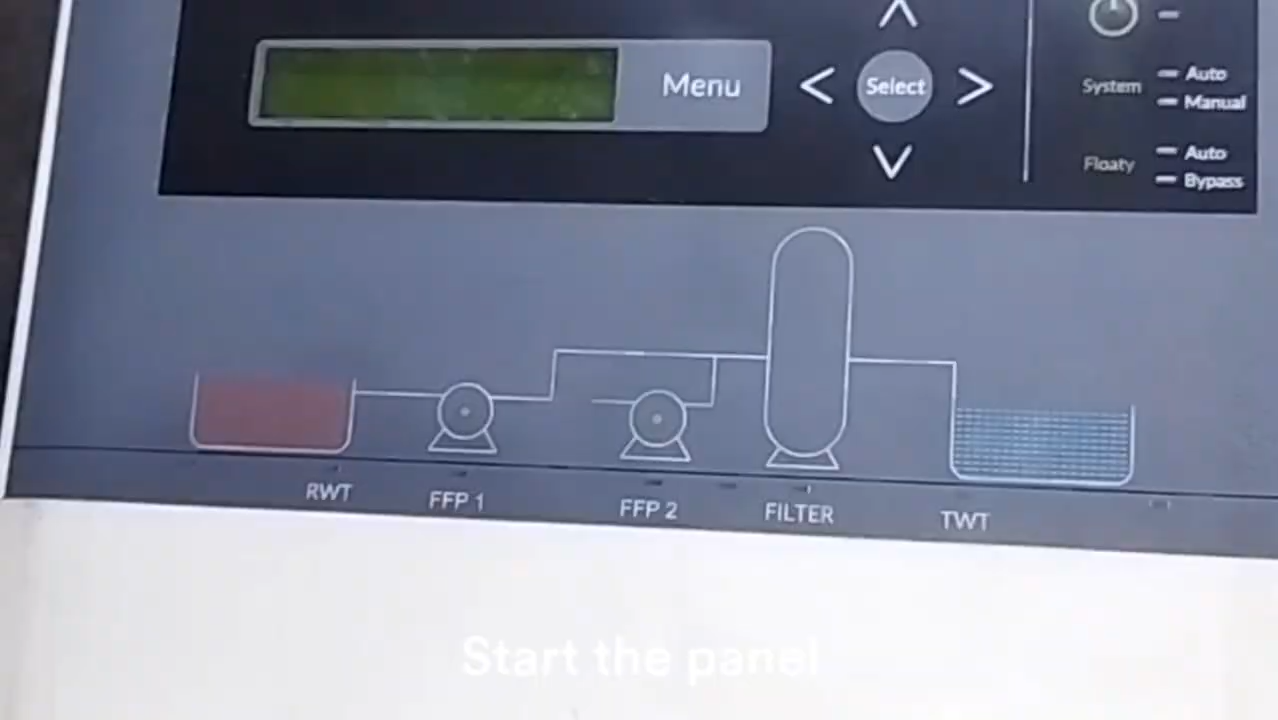 Menu
Select
System
Auto
Manual
Floaty
Auto
Bypass
RWT
FFP 1
FFP 2
FILTER
TWT
Start the panel